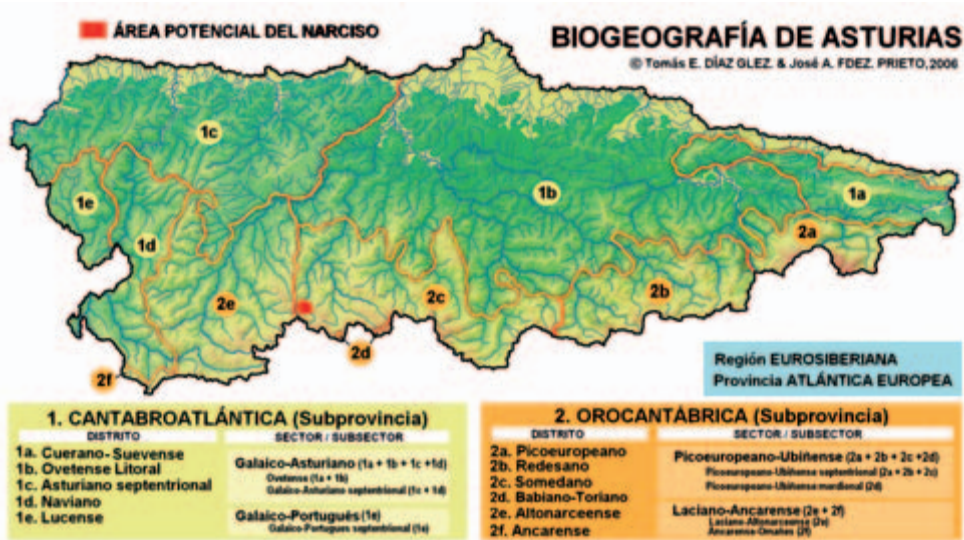 ÁREA POTENCIAL DEL NARCISO
BIOGEOGRAFÍA DE ASTURIAS
© Tomás E. DÍAZ GLEZ. & José A. FDEZ. PRIETO, 2006
1c
1e
1d
1b
1a
2a
2e
2c
2b
2d
2f
Región EUROSIBERIANA
Provincia ATLÁNTICA EUROPEA
1. CANTABROATLÁNTICA (Subprovincia)
DISTRITO
SECTOR / SUBSECTOR
1a. Cuerano-Suevense
1b. Ovetense Litoral
1c. Asturiano septentrional
1d. Naviano
1e. Lucense
Galaico-Asturiano (1a + 1b + 1c +1d)
Ovetense (1a + 1b)
Galaico-Asturiano septentrional (1c + 1d)
Galaico-Portugués (1e)
Galaico-Portugues septentrional (1e)
2. OROCANTÁBRICA (Subprovincia)
DISTRITO
SECTOR / SUBSECTOR
2a. Picoeuropeano
2b. Redesano
2c. Somedano
2d. Babiano-Toriano
2e. Altonarceense
2f. Ancarense
Picoeuropeano-Ubiñense (2a + 2b + 2c +2d)
Picoeuropeano-Ubiñense septentrional (2a + 2b + 2c)
Picoeuropeano-Ubiñense meridional (2d)
Laciano-Ancarense (2e + 2f)
Laciano-Altonarceense (2e)
Ancarense-Omañes (2f)